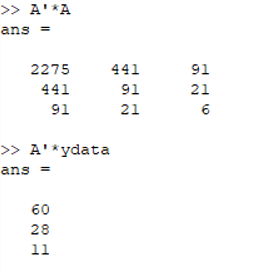 >> A'*A
ans =
2275 441 91
441 91 21
91 21 6
>> A'*ydata
ans =
60
28
11